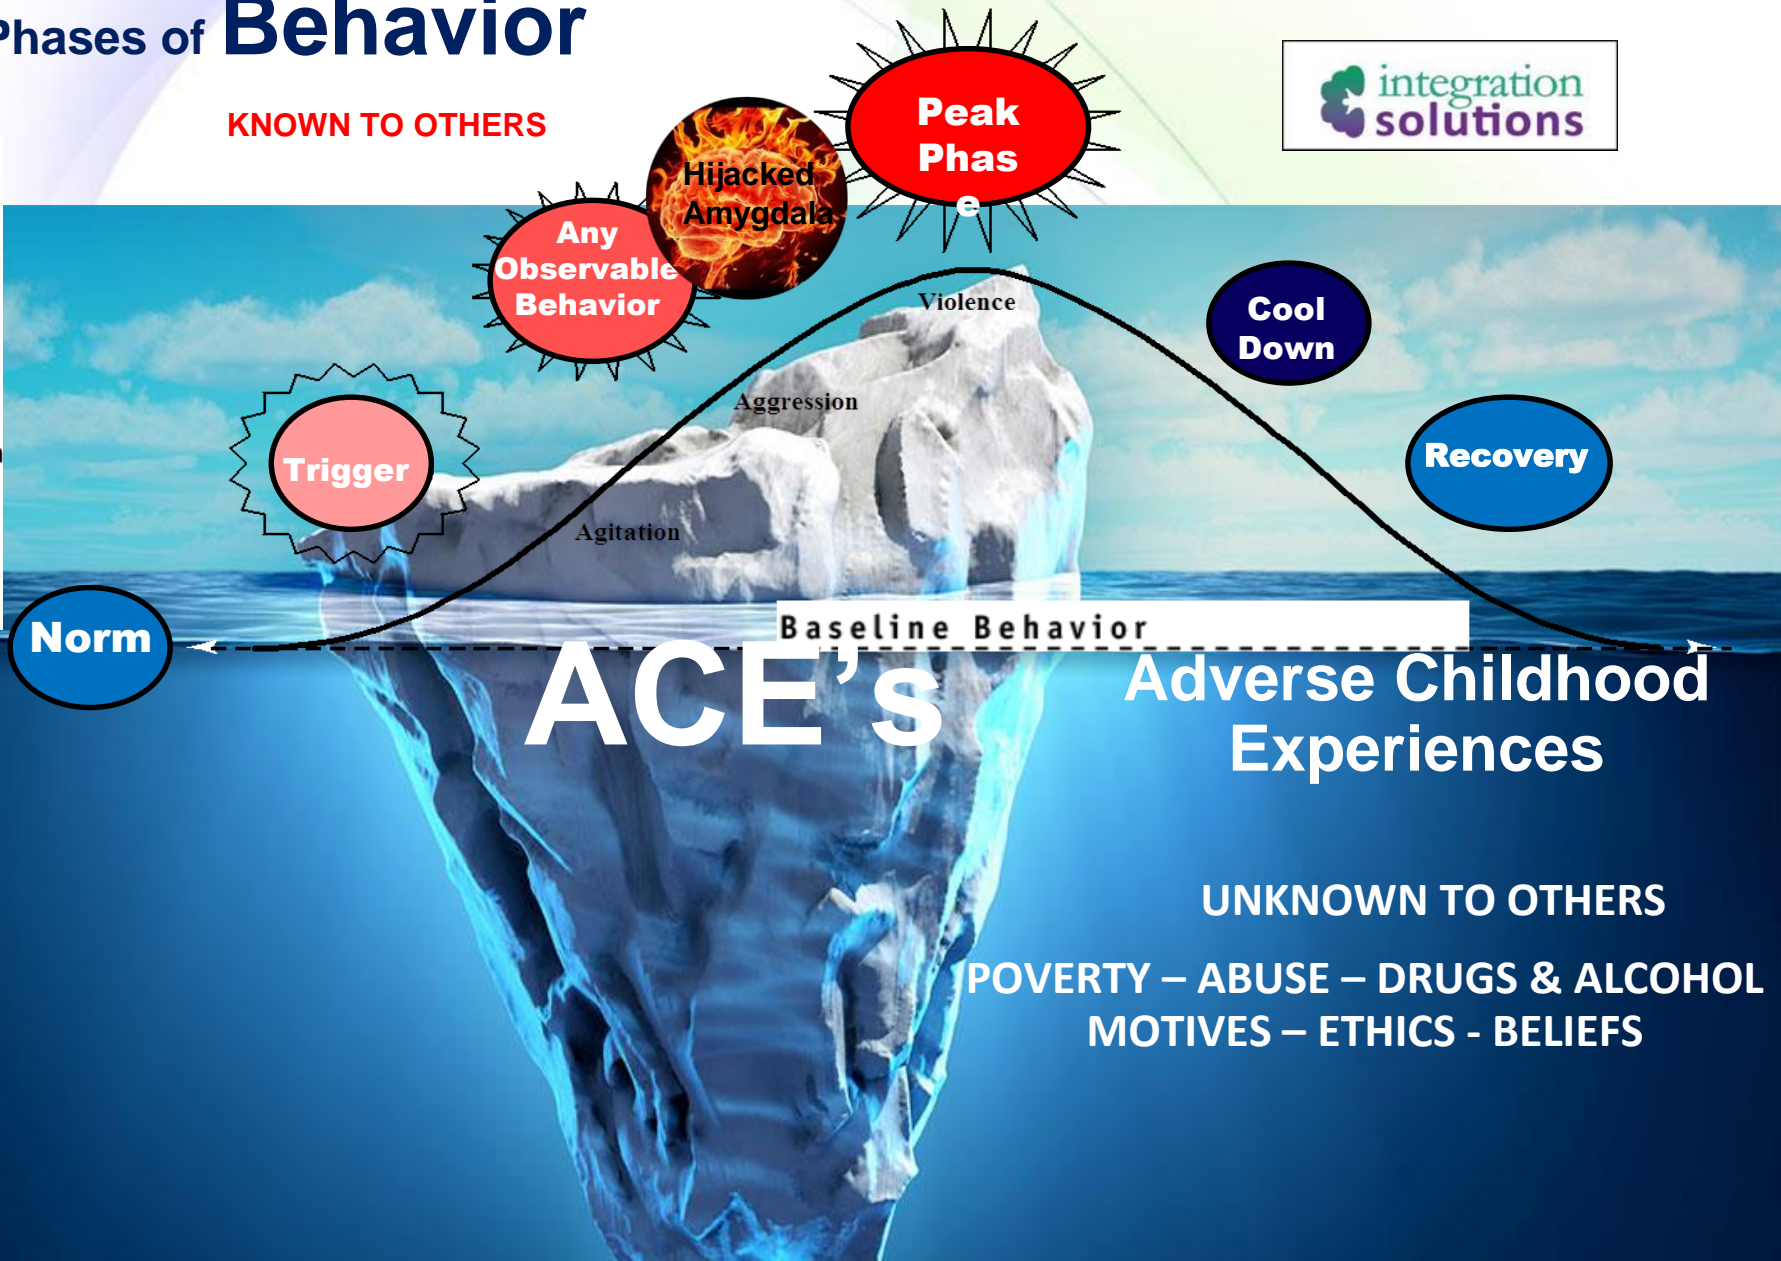 Phases of Behavior
KNOWN TO OTHERS
integration
solutions
Peak
Phas
e
Hijacked
Amygdala
Any
Observable
Behavior
Violence
Cool
Down
Aggression
Trigger
Recovery
Agitation
Norm
Baseline Behavior
ACE's
Adverse Childhood
Experiences
UNKNOWN TO OTHERS
POVERTY – ABUSE – DRUGS & ALCOHOL
MOTIVES – ETHICS - BELIEFS